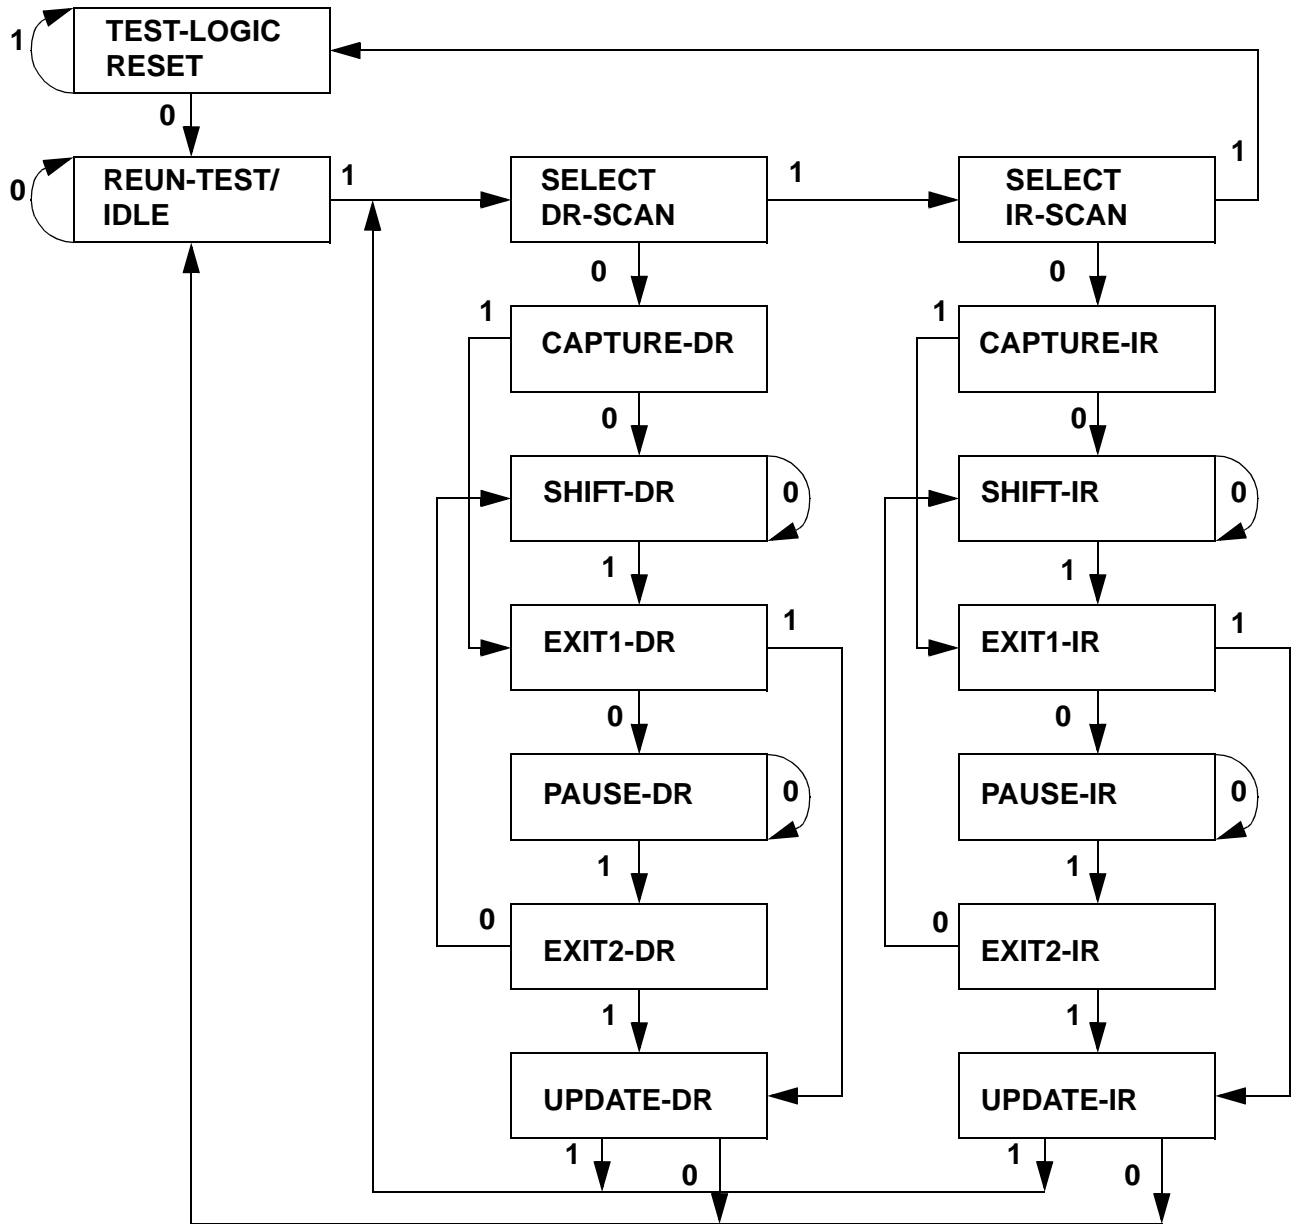 1
TEST-LOGIC
RESET
0
0
REUN-TEST/
IDLE
1
SELECT
DR-SCAN
1
SELECT
IR-SCAN
1
0
0
1
CAPTURE-DR
1
CAPTURE-IR
0
0
SHIFT-DR
0
SHIFT-IR
0
1
1
EXIT1-DR
1
EXIT1-IR
1
0
0
PAUSE-DR
0
PAUSE-IR
0
1
1
0
EXIT2-DR
0
EXIT2-IR
1
1
UPDATE-DR
UPDATE-IR
1
0
1
0